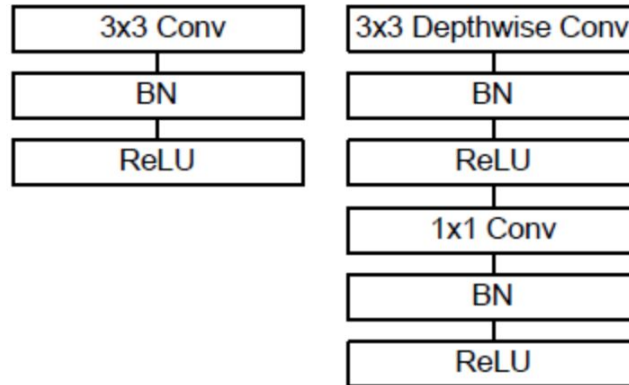 3x3 Conv
BN
ReLU
3x3 Depthwise Conv
BN
ReLU
1x1 Conv
BN
ReLU